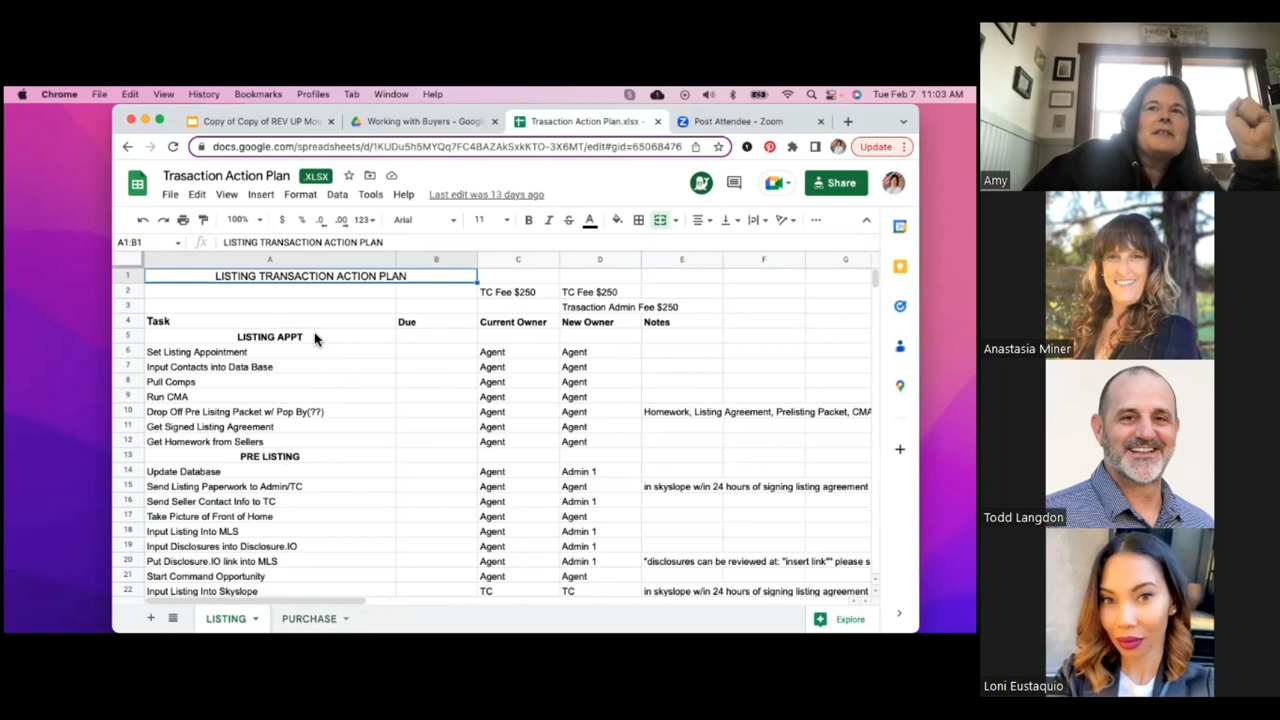 Chrome File Edit View History Bookmarks Profiles Tab Window Help Tue Feb 7 11:03 AM
Copy of Copy of REV UP Mo Working with Buyers - Goog Trasaction Action Plan.xlsx - Post Attendee - Zoom
docs.google.com/spreadsheets/d/1KUDu5h5MYQq7FC4BAZAkSxkKTO-3X6MT/edit#gid=65068476 Update
Trasaction Action Plan .XLSX
File Edit View Insert Format Data Tools Help Last edit was 13 days ago
Share
100% $ % .0 .00 123 Arial 11 B I S A
A1:B1 fx LISTING TRANSACTION ACTION PLAN
A B C D E F G
1 LISTING TRANSACTION ACTION PLAN
2 TC Fee $250 TC Fee $250
3 Trasaction Admin Fee $250
4 Task Due Current Owner New Owner Notes
5 LISTING APPT
6 Set Listing Appointment Agent Agent
7 Input Contacts into Data Base Agent Agent
8 Pull Comps Agent Agent
9 Run CMA Agent Agent
10 Drop Off Pre Lisitng Packet w/ Pop By(??) Agent Agent Homework, Listing Agreement, Prelisting Packet, CMA
11 Get Signed Listing Agreement Agent Agent
12 Get Homework from Sellers Agent Agent
13 PRE LISTING
14 Update Database Agent Admin 1
15 Send Listing Paperwork to Admin/TC Agent Agent in skyslope w/in 24 hours of signing listing agreement
16 Send Seller Contact Info to TC Agent Admin 1
17 Take Picture of Front of Home Agent Agent
18 Input Listing Into MLS Agent Admin 1
19 Input Disclosures into Disclosure.IO Agent Admin 1
20 Put Disclosure.IO link into MLS Agent Admin 1 "disclosures can be reviewed at: "insert link"" please s
21 Start Command Opportunity Agent Agent
22 Input Listing Into Skyslope TC TC in skyslope w/in 24 hours of signing listing agreement
LISTING PURCHASE Explore
Amy
Anastasia Miner
Todd Langdon
Loni Eustaquio